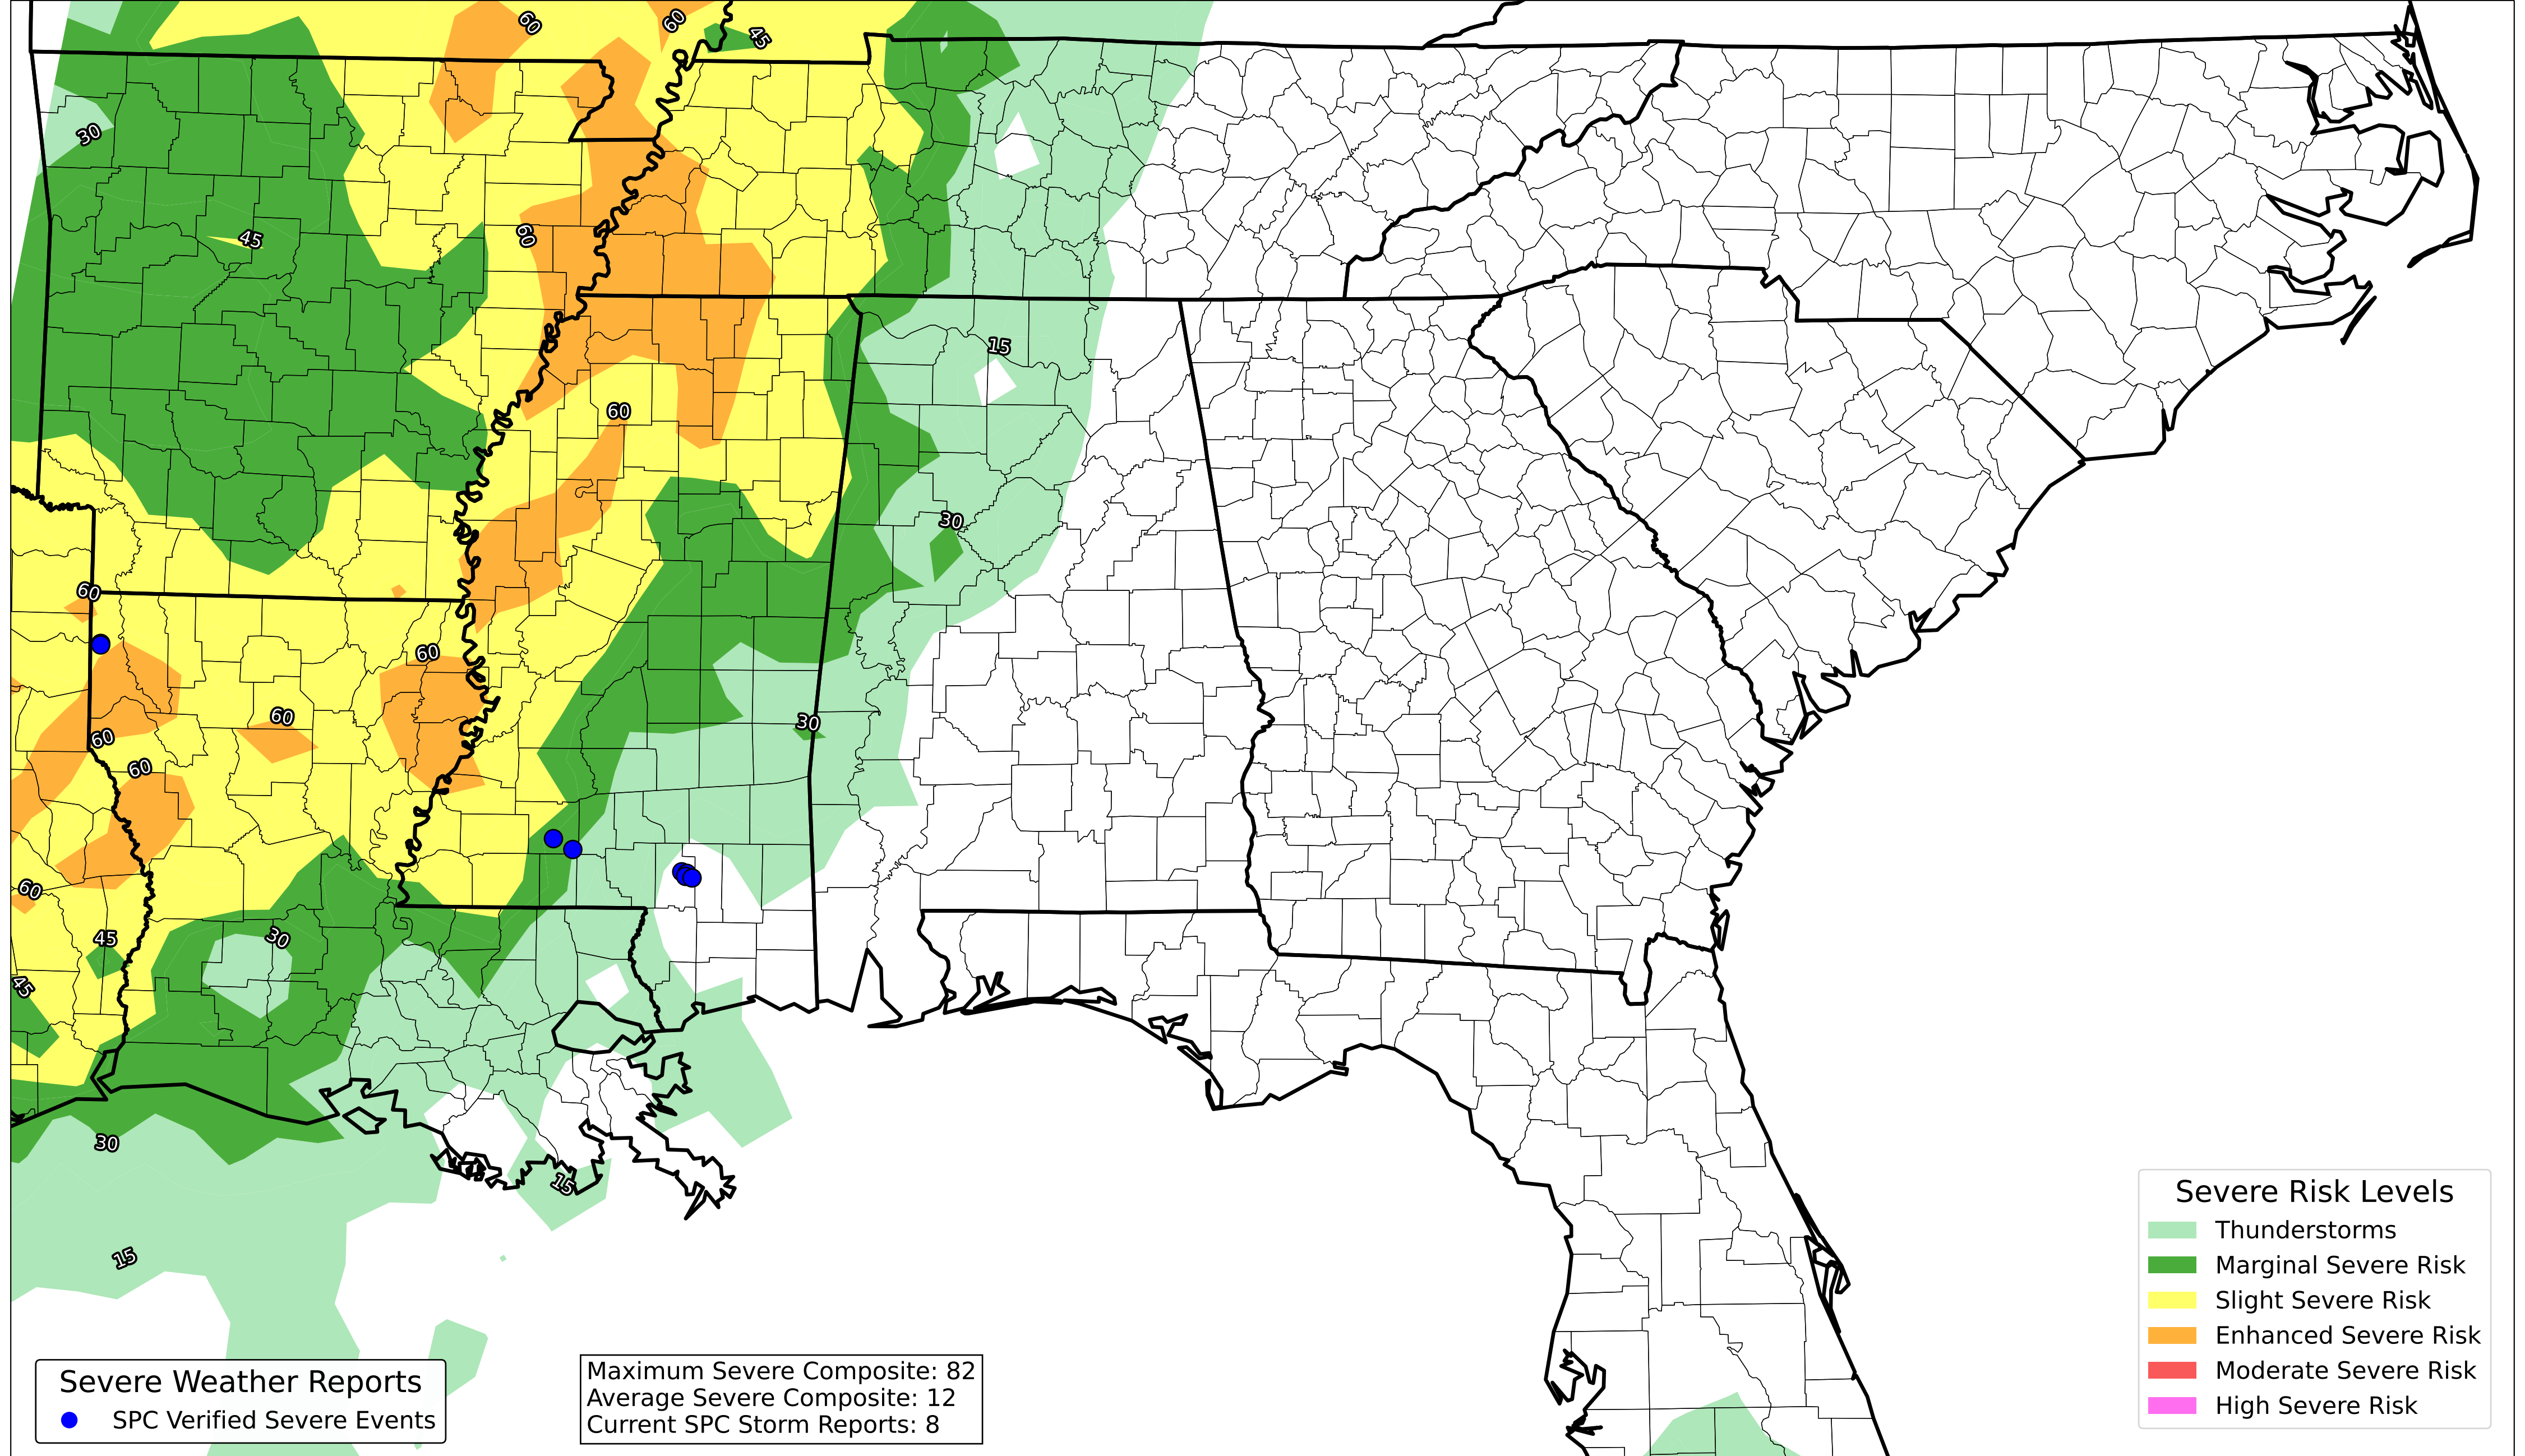 60
60
45
30
45
60
15
60
30
60
60
60
30
60
60
60
45
30
45
30
15
15
Severe Risk Levels
Thunderstorms
Marginal Severe Risk
Slight Severe Risk
Enhanced Severe Risk
Moderate Severe Risk
High Severe Risk
Severe Weather Reports
SPC Verified Severe Events
Maximum Severe Composite: 82
Average Severe Composite: 12
Current SPC Storm Reports: 8